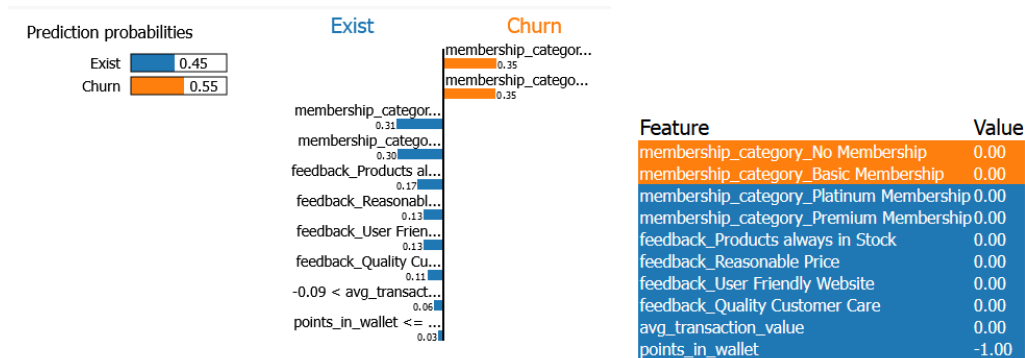 Prediction probabilities
Exist 0.45
Churn 0.55
Exist Churn
membership_categor...
0.35
membership_catego...
0.35
membership_categor...
0.31
membership_catego...
0.30
feedback_Products al...
0.17
feedback_Reasonabl...
0.13
feedback_User Frien...
0.13
feedback_Quality Cu...
0.11
-0.09 < avg_transact...
0.06
points_in_wallet <= ...
0.03
Feature Value
membership_category_No Membership 0.00
membership_category_Basic Membership 0.00
membership_category_Platinum Membership 0.00
membership_category_Premium Membership 0.00
feedback_Products always in Stock 0.00
feedback_Reasonable Price 0.00
feedback_User Friendly Website 0.00
feedback_Quality Customer Care 0.00
avg_transaction_value 0.00
points_in_wallet -1.00